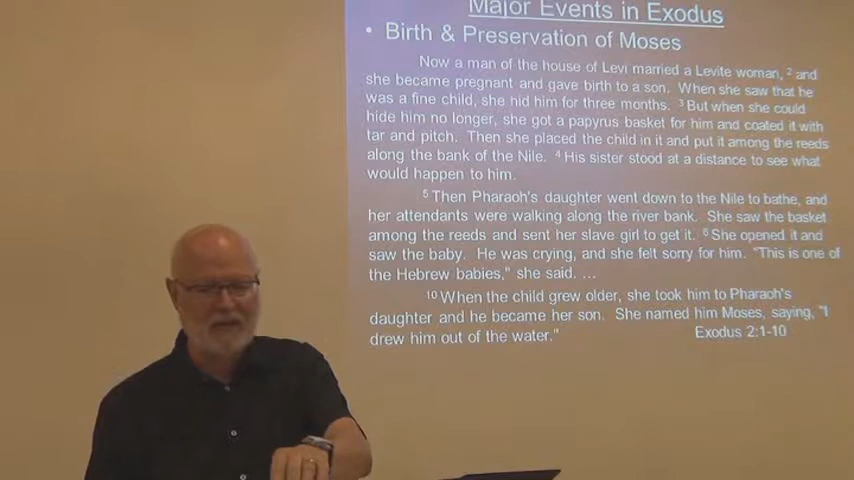 Major Events in Exodus
• Birth & Preservation of Moses
Now a man of the house of Levi married a Levite woman, 2 and
she became pregnant and gave birth to a son. When she saw that he
was a fine child, she hid him for three months. 3 But when she could
hide him no longer, she got a papyrus basket for him and coated it with
tar and pitch. Then she placed the child in it and put it among the reeds
along the bank of the Nile. 4 His sister stood at a distance to see what
would happen to him.
5 Then Pharaoh's daughter went down to the Nile to bathe, and
her attendants were walking along the river bank. She saw the basket
among the reeds and sent her slave girl to get it. 6 She opened it and
saw the baby. He was crying, and she felt sorry for him. "This is one of
the Hebrew babies," she said. ...
10 When the child grew older, she took him to Pharaoh's
daughter and he became her son. She named him Moses, saying, "I
drew him out of the water." Exodus 2:1-10